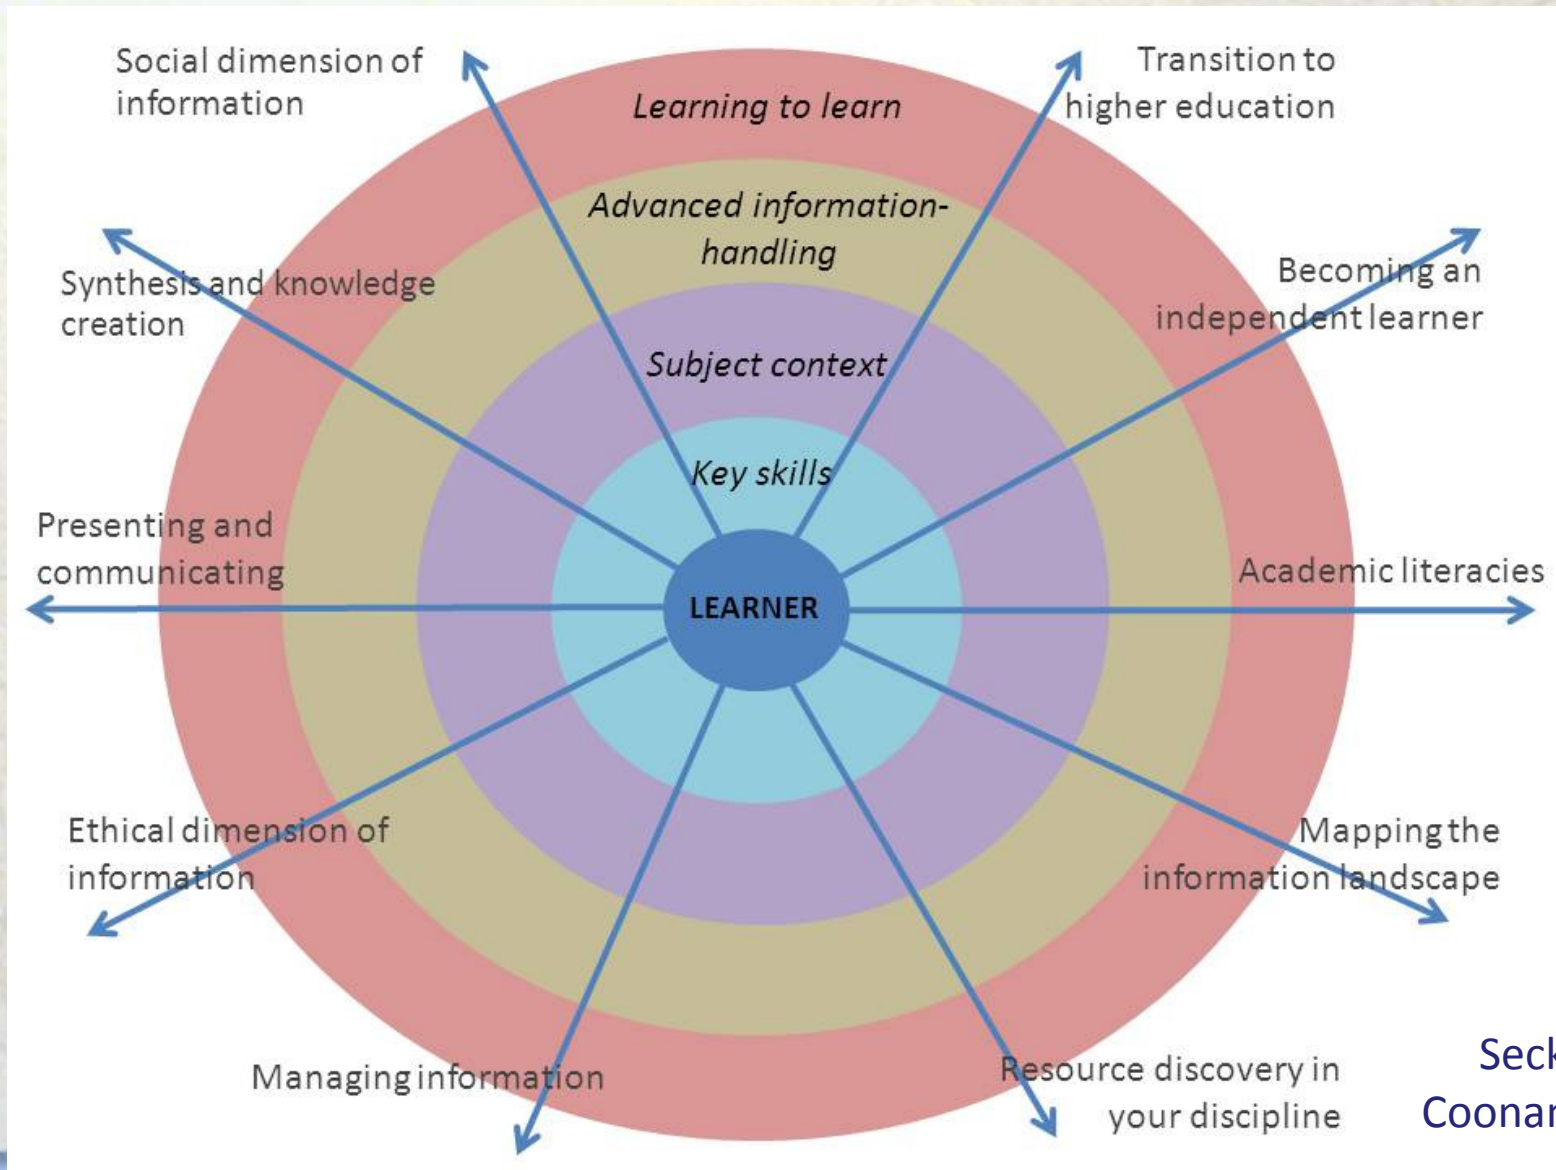 Social dimension of
information
Transition to
higher education
Learning to learn
Advanced information-
handling
Synthesis and knowledge
creation
Becoming an
independent learner
Subject context
Key skills
Presenting and
communicating
Academic literacies
LEARNER
Ethical dimension of
information
Mapping the
information landscape
Managing information
Resource discovery in
your discipline